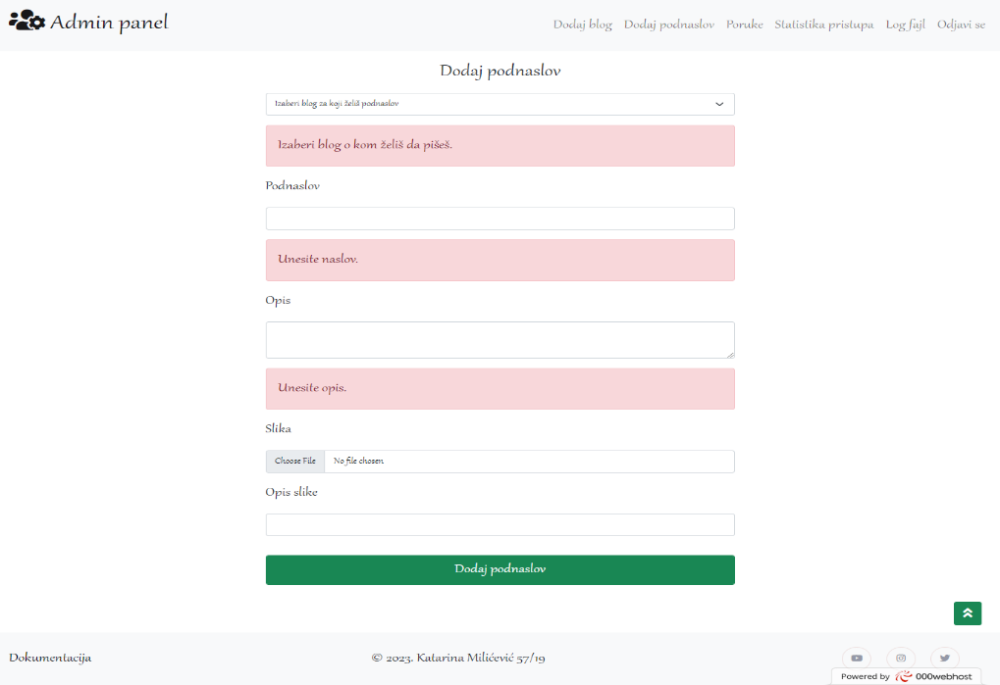 Admin panel
Dodaj blog Dodaj podnaslov Poruke Statistika pristupa Log fajl Odjavi se
Dodaj podnaslov
Izaberi blog za koji želiš podnaslov
Izaberi blog o kom želiš da pišeš.
Podnaslov
Unesite naslov.
Opis
Unesite opis.
Slika
Choose File No file chosen
Opis slike
Dodaj podnaslov
Dokumentacija © 2023. Katarina Milićević 57/19
Powered by 000webhost